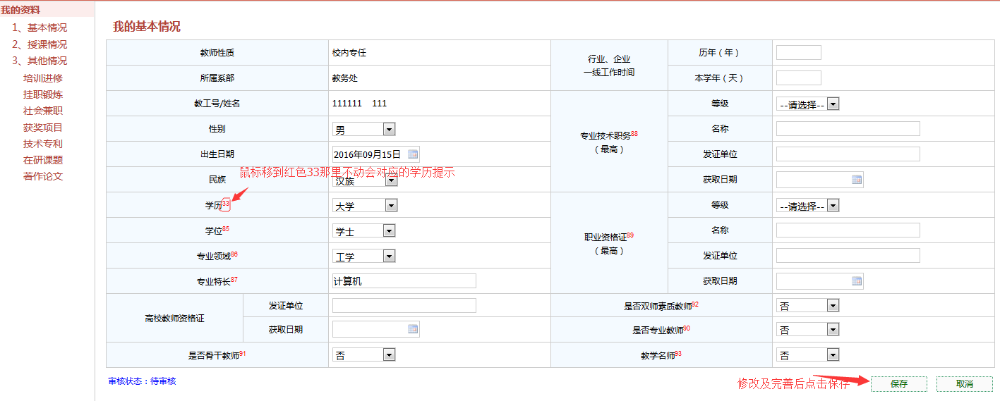 我的资料
1、基本情况
2、授课情况
3、其他情况
培训进修
挂职锻炼
社会兼职
获奖项目
技术专利
在研课题
著作论文
我的基本情况
教师性质 校内专任
所属系部 教务处
教工号/姓名 111111 111
性别 男
出生日期 2016年09月15日
民族 汉族
鼠标移到红色33那里不动会对应的学历提示
学历33 大学
学位85 学士
专业领域86 工学
专业特长87 计算机
高校教师资格证
发证单位
获取日期
是否骨干教师91 否
行业、企业
一线工作时间
历年（年）
本学年（天）
专业技术职务88
（最高）
等级 --请选择--
名称
发证单位
获取日期
职业资格证89
（最高）
等级 --请选择--
名称
发证单位
获取日期
是否双师素质教师92 否
是否专业教师90 否
教学名师93 否
审核状态：待审核
修改及完善后点击保存
保存 取消